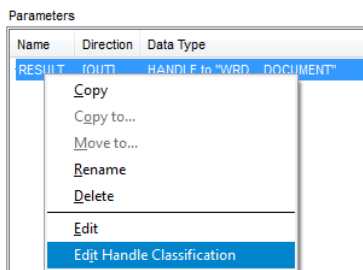 Parameters
Name Direction Data Type
RESULT [OUT] HANDLE to "WRD__DOCUMENT"
Copy
Copy to...
Move to...
Rename
Delete
Edit
Edit Handle Classification